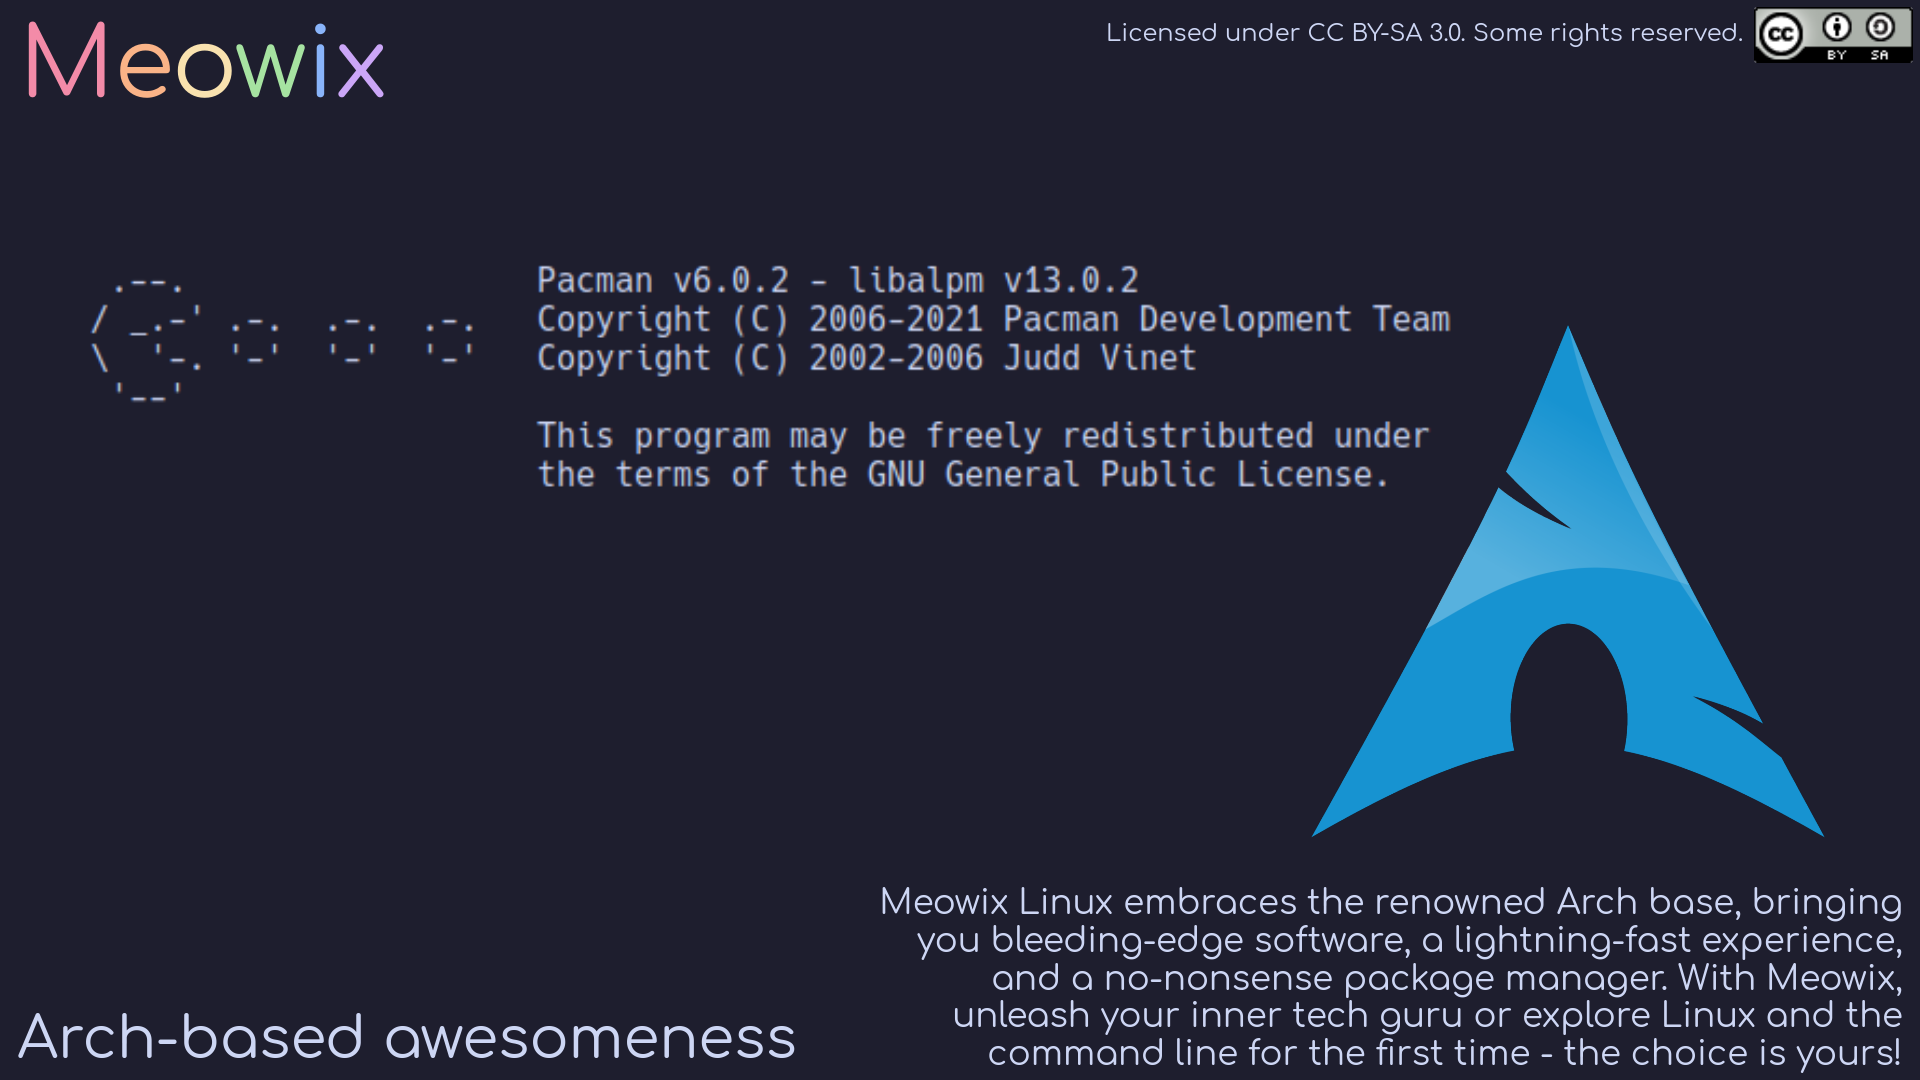 Meowix
Licensed under CC BY-SA 3.0. Some rights reserved.
cc BY SA
 .--.
/ _.-' .-.  .-.  .-.
\  '-. '-'  '-'  '-'
 '--'
Pacman v6.0.2 - libalpm v13.0.2
Copyright (C) 2006-2021 Pacman Development Team
Copyright (C) 2002-2006 Judd Vinet
This program may be freely redistributed under
the terms of the GNU General Public License.
Arch-based awesomeness
Meowix Linux embraces the renowned Arch base, bringing
you bleeding-edge software, a lightning-fast experience,
and a no-nonsense package manager. With Meowix,
unleash your inner tech guru or explore Linux and the
command line for the first time - the choice is yours!